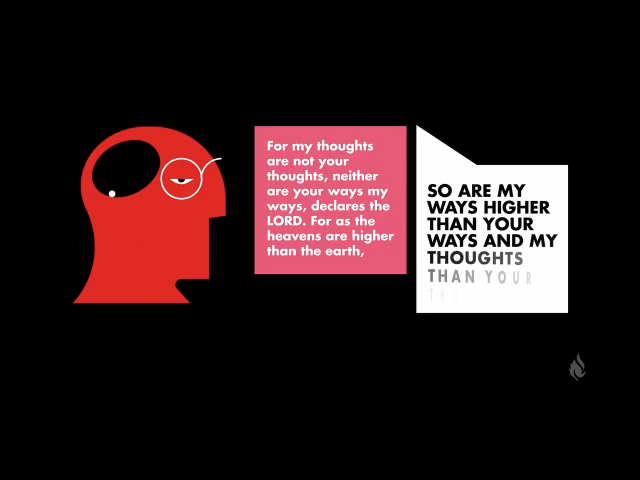 For my thoughts
are not your
thoughts, neither
are your ways my
ways, declares the
LORD. For as the
heavens are higher
than the earth,
SO ARE MY
WAYS HIGHER
THAN YOUR
WAYS AND MY
THOUGHTS
THAN YOUR